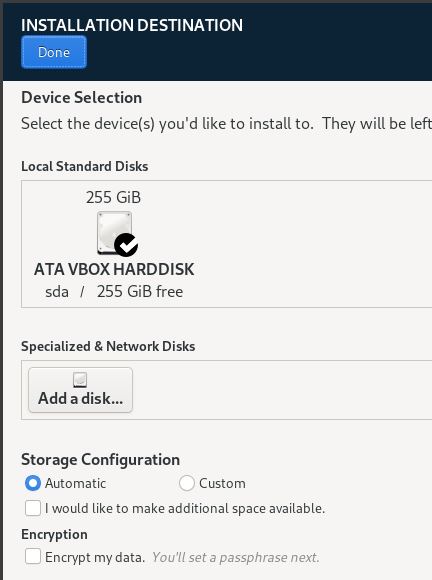 INSTALLATION DESTINATION
Done
Device Selection
Select the device(s) you'd like to install to.  They will be left
Local Standard Disks
255 GiB
ATA VBOX HARDDISK
sda / 255 GiB free
Specialized & Network Disks
Add a disk...
Storage Configuration
Automatic Custom
I would like to make additional space available.
Encryption
Encrypt my data. You'll set a passphrase next.